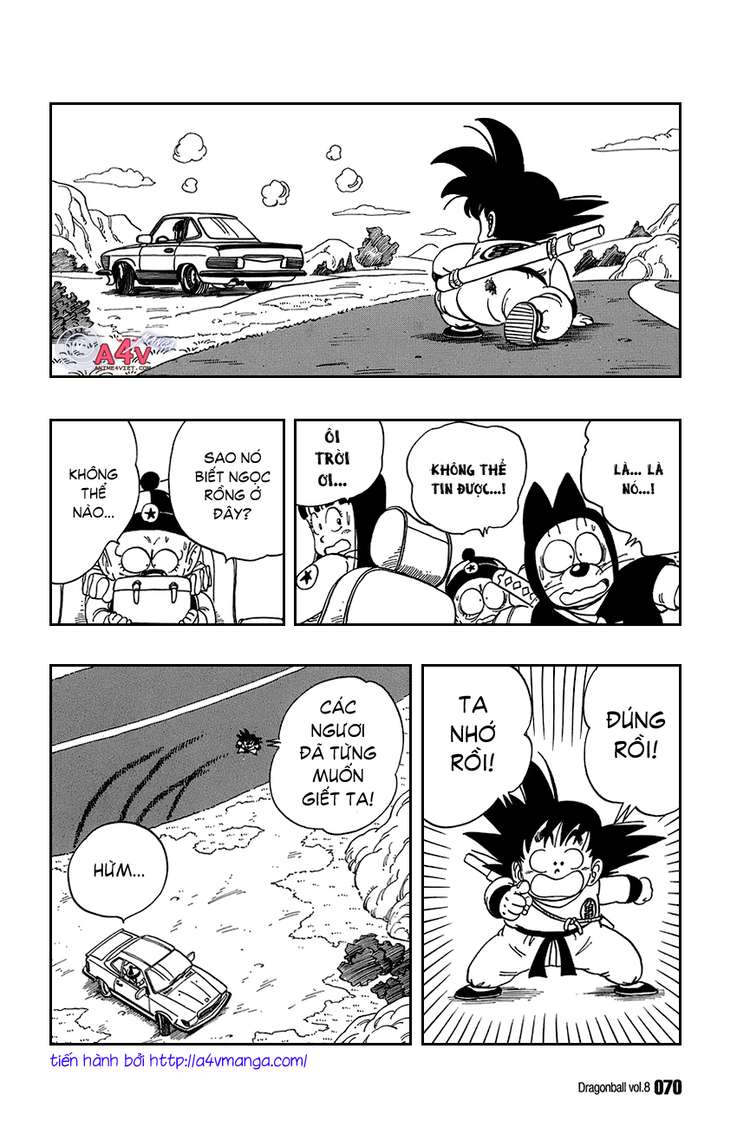 A4V
ANIME4VIET.COM
LÀ... LÀ
NÓ...!
KHÔNG THỂ
TIN ĐƯỢC...!
ÔI
TRỜI
ƠI...
SAO NÓ
BIẾT NGỌC
RỒNG Ở
ĐÂY?
KHÔNG
THỂ
NÀO...
ĐÚNG
RỒI!
TA
NHỚ
RỒI!
CÁC
NGƯƠI
ĐÃ TỪNG
MUỐN
GIẾT TA!
HỪM...
tiến hành bởi http://a4vmanga.com/
Dragonball vol.8 070